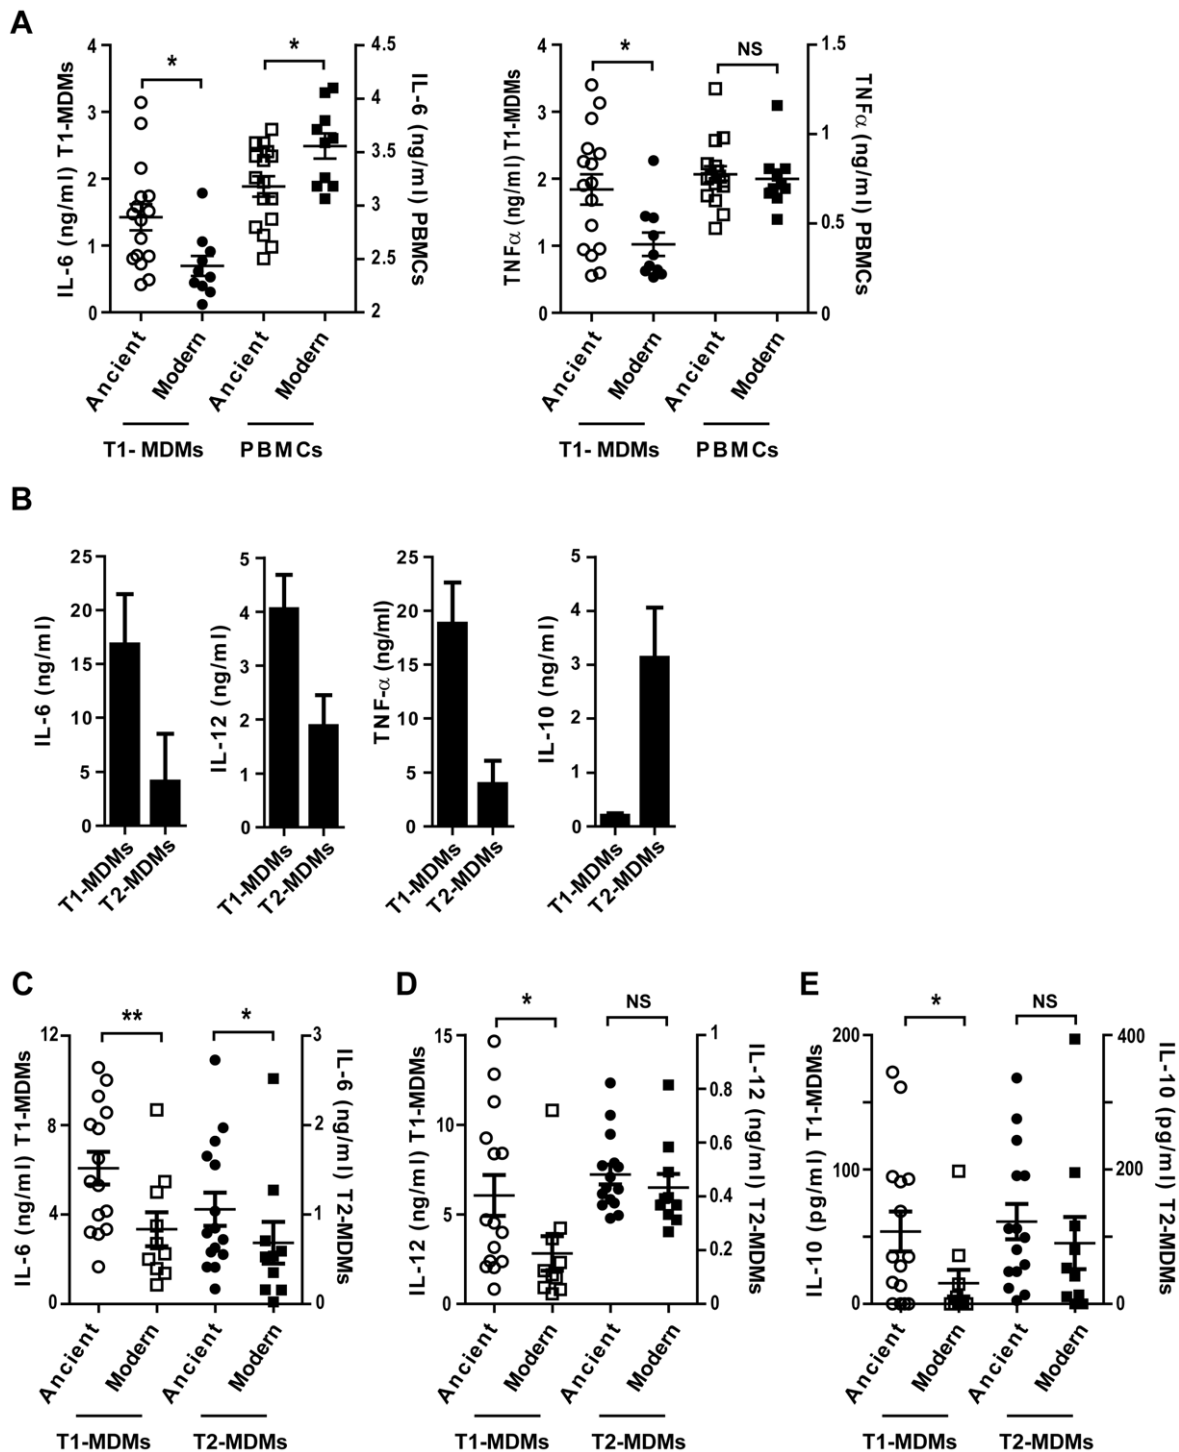 A
IL-6 (ng/ml) T1-MDMs
4
3
2
1
0
*
*
4.5
4
3.5
3
2.5
2
IL-6 (ng/ml) PBMCs
Ancient
Modern
Ancient
Modern
T1- MDMs
PBMCs
TNFα (ng/ml) T1-MDMs
4
3
2
1
0
*
NS
1.5
1
0.5
0
TNFα (ng/ml) PBMCs
Ancient
Modern
Ancient
Modern
T1- MDMs
PBMCs
B
IL-6 (ng/ml)
25
20
15
10
5
0
T1-MDMs
T2-MDMs
IL-12 (ng/ml)
5
4
3
2
1
0
T1-MDMs
T2-MDMs
TNF-α (ng/ml)
25
20
15
10
5
0
T1-MDMs
T2-MDMs
IL-10 (ng/ml)
5
4
3
2
1
0
T1-MDMs
T2-MDMs
C
IL-6 (ng/ml) T1-MDMs
12
8
4
0
**
*
3
2
1
0
IL-6 (ng/ml) T2-MDMs
Ancient
Modern
Ancient
Modern
T1-MDMs
T2-MDMs
D
IL-12 (ng/ml) T1-MDMs
15
10
5
0
*
NS
1
0.8
0.6
0.4
0.2
0
IL-12 (ng/ml) T2-MDMs
Ancient
Modern
Ancient
Modern
T1-MDMs
T2-MDMs
E
IL-10 (pg/ml) T1-MDMs
200
100
0
*
NS
400
200
0
IL-10 (pg/ml) T2-MDMs
Ancient
Modern
Ancient
Modern
T1-MDMs
T2-MDMs